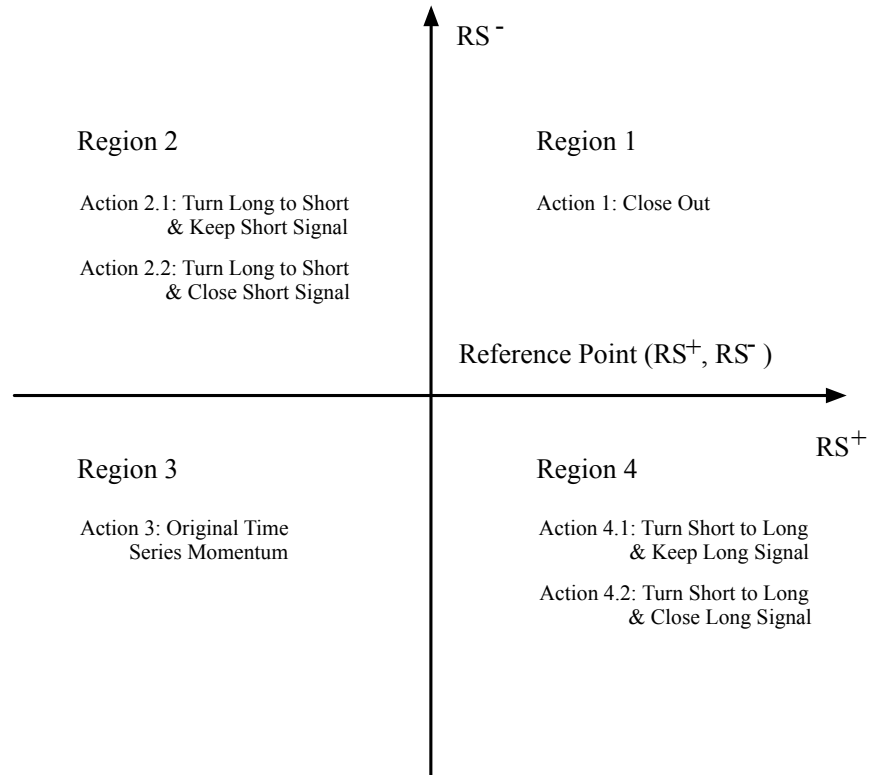 RS⁻
Region 2
Action 2.1: Turn Long to Short
& Keep Short Signal
Action 2.2: Turn Long to Short
& Close Short Signal
Region 1
Action 1: Close Out
Reference Point (RS⁺, RS⁻ )
RS⁺
Region 3
Action 3: Original Time
Series Momentum
Region 4
Action 4.1: Turn Short to Long
& Keep Long Signal
Action 4.2: Turn Short to Long
& Close Long Signal